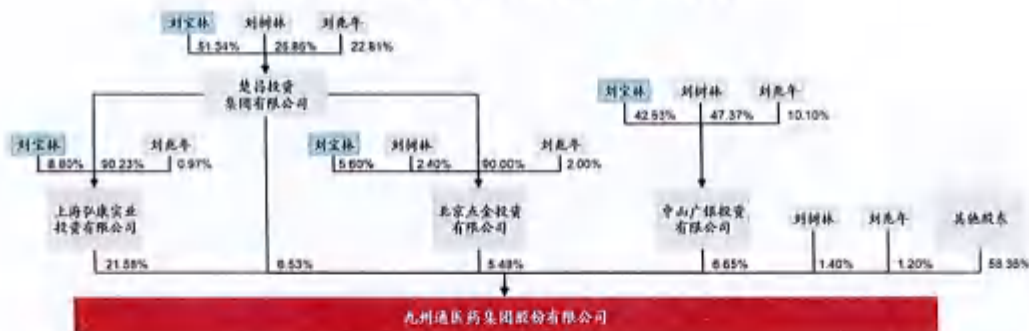 刘宝林 刘树林 刘兆年
51.34% 25.85% 22.81%
楚昌投资
集团有限公司
刘宝林 刘树林 刘兆年
42.53% 47.37% 10.10%
刘宝林 刘兆年
8.80% 90.23% 0.97%
刘宝林 刘树林 刘兆年
5.60% 2.40% 90.00% 2.00%
上海弘康实业
投资有限公司
北京点金投资
有限公司
中山广银投资
有限公司
刘树林 刘兆年 其他股东
21.58% 6.53% 5.49% 6.65% 1.40% 1.20%
九州通医药集团股份有限公司